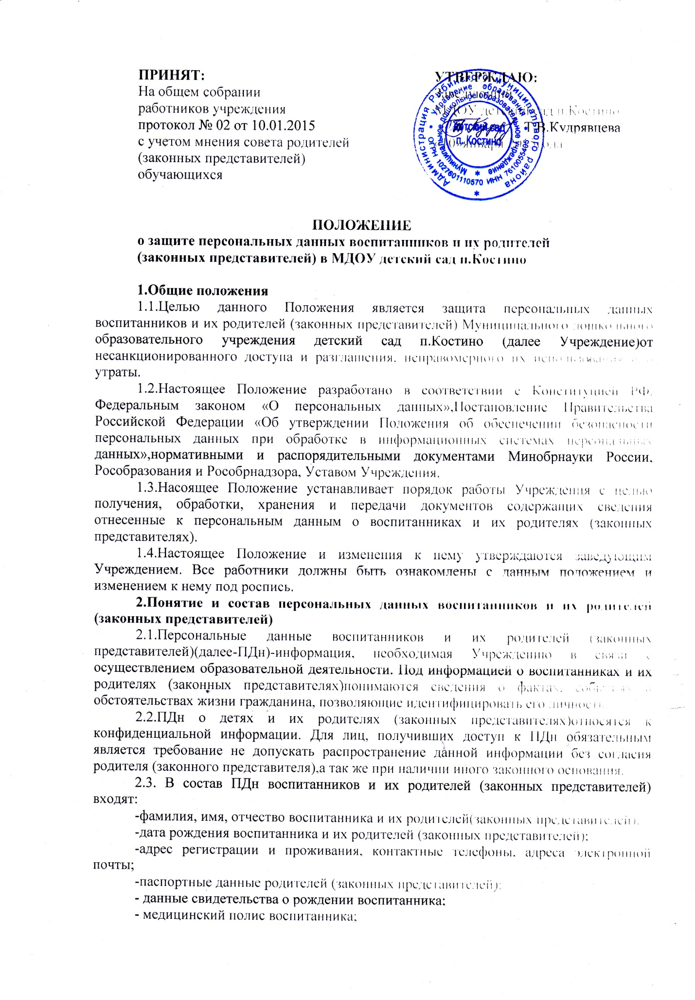 ПРИНЯТ:
На общем собрании
работников учреждения
протокол № 02 от 10.01.2015
с учетом мнения совета родителей
(законных представителей)
обучающихся
УТВЕРЖДАЮ:
Заведующий
МДОУ детский сад п.Костино
Т.В.Кудрявцева
января
Администрация Рыбинского муниципального района
Управление образования
Муниципальное дошкольное образовательное учреждение
ОГРН 1027601110570 ИНН 7610055405
детский сад
п. Костино
ПОЛОЖЕНИЕ
о защите персональных данных воспитанников и их родителей
(законных представителей) в МДОУ детский сад п.Костино
1.Общие положения
1.1.Целью данного Положения является защита персональных данных
воспитанников и их родителей (законных представителей) Муниципального дошкольного
образовательного учреждения детский сад п.Костино (далее Учреждение)от
несанкционированного доступа и разглашения, неправомерного их использования
утраты.
1.2.Настоящее Положение разработано в соответствии с Конституцией РФ,
Федеральным законом «О персональных данных»,Постановление Правительства
Российской Федерации «Об утверждении Положения об обеспечении безопасности
персональных данных при обработке в информационных системах персональных
данных»,нормативными и распорядительными документами Минобрнауки России,
Рособразования и Рособрнадзора, Уставом Учреждения.
1.3.Насоящее Положение устанавливает порядок работы Учреждения с целью
получения, обработки, хранения и передачи документов содержащих сведения
отнесенные к персональным данным о воспитанниках и их родителях (законных
представителях).
1.4.Настоящее Положение и изменения к нему утверждаются заведующим
Учреждением. Все работники должны быть ознакомлены с данным положением и
изменением к нему под роспись.
2.Понятие и состав персональных данных воспитанников и их родителей
(законных представителей)
2.1.Персональные данные воспитанников и их родителей (законных
представителей)(далее-ПДн)-информация, необходимая Учреждению в связи с
осуществлением образовательной деятельности. Под информацией о воспитанниках и их
родителях (законных представителях)понимаются сведения о фактах, событиях и
обстоятельствах жизни гражданина, позволяющие идентифицировать его личность.
2.2.ПДн о детях и их родителях (законных представителях)относятся к
конфиденциальной информации. Для лиц, получивших доступ к ПДн обязательным
является требование не допускать распространение данной информации без согласия
родителя (законного представителя),а так же при наличии иного законного основания.
2.3. В состав ПДн воспитанников и их родителей (законных представителей)
входят:
-фамилия, имя, отчество воспитанника и их родителей(законных представителей);
-дата рождения воспитанника и их родителей (законных представителей);
-адрес регистрации и проживания, контактные телефоны, адреса электронной
почты;
-паспортные данные родителей (законных представителей);
- данные свидетельства о рождении воспитанника;
- медицинский полис воспитанника;